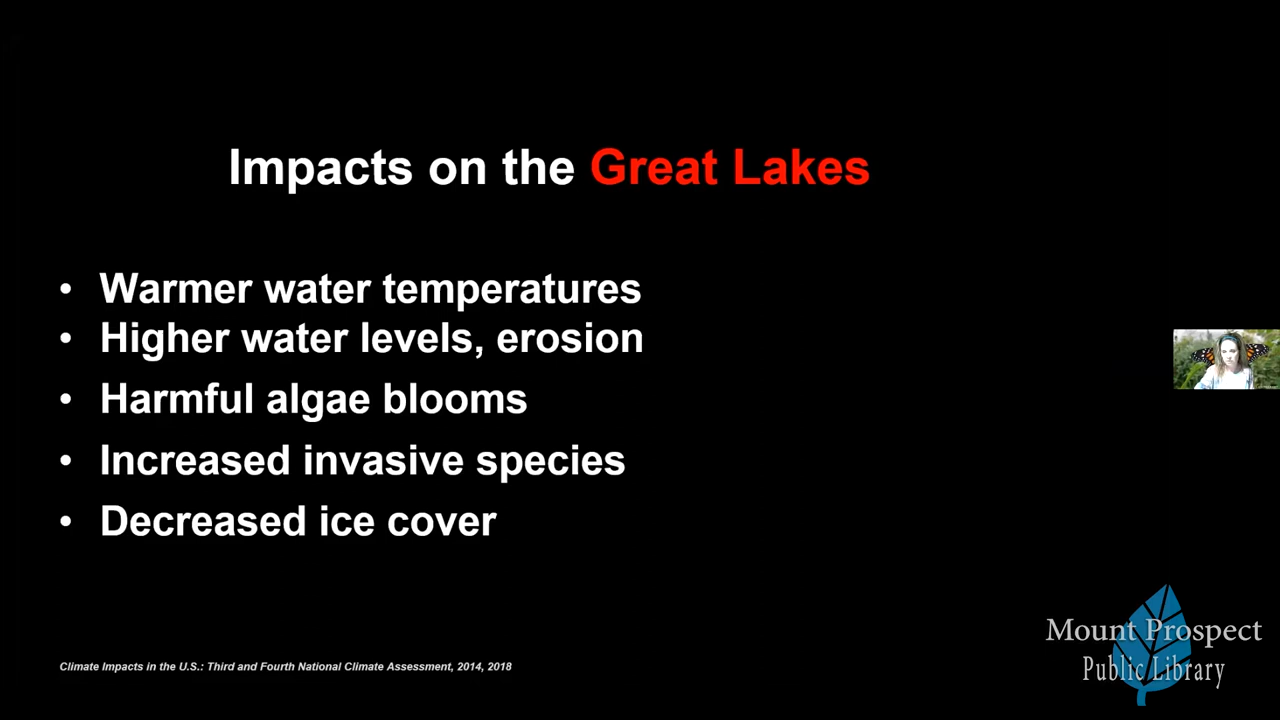 Impacts on the Great Lakes
• Warmer water temperatures
• Higher water levels, erosion
• Harmful algae blooms
• Increased invasive species
• Decreased ice cover
Climate Impacts in the U.S.: Third and Fourth National Climate Assessment, 2014, 2018
Mount Prospect
Public Library